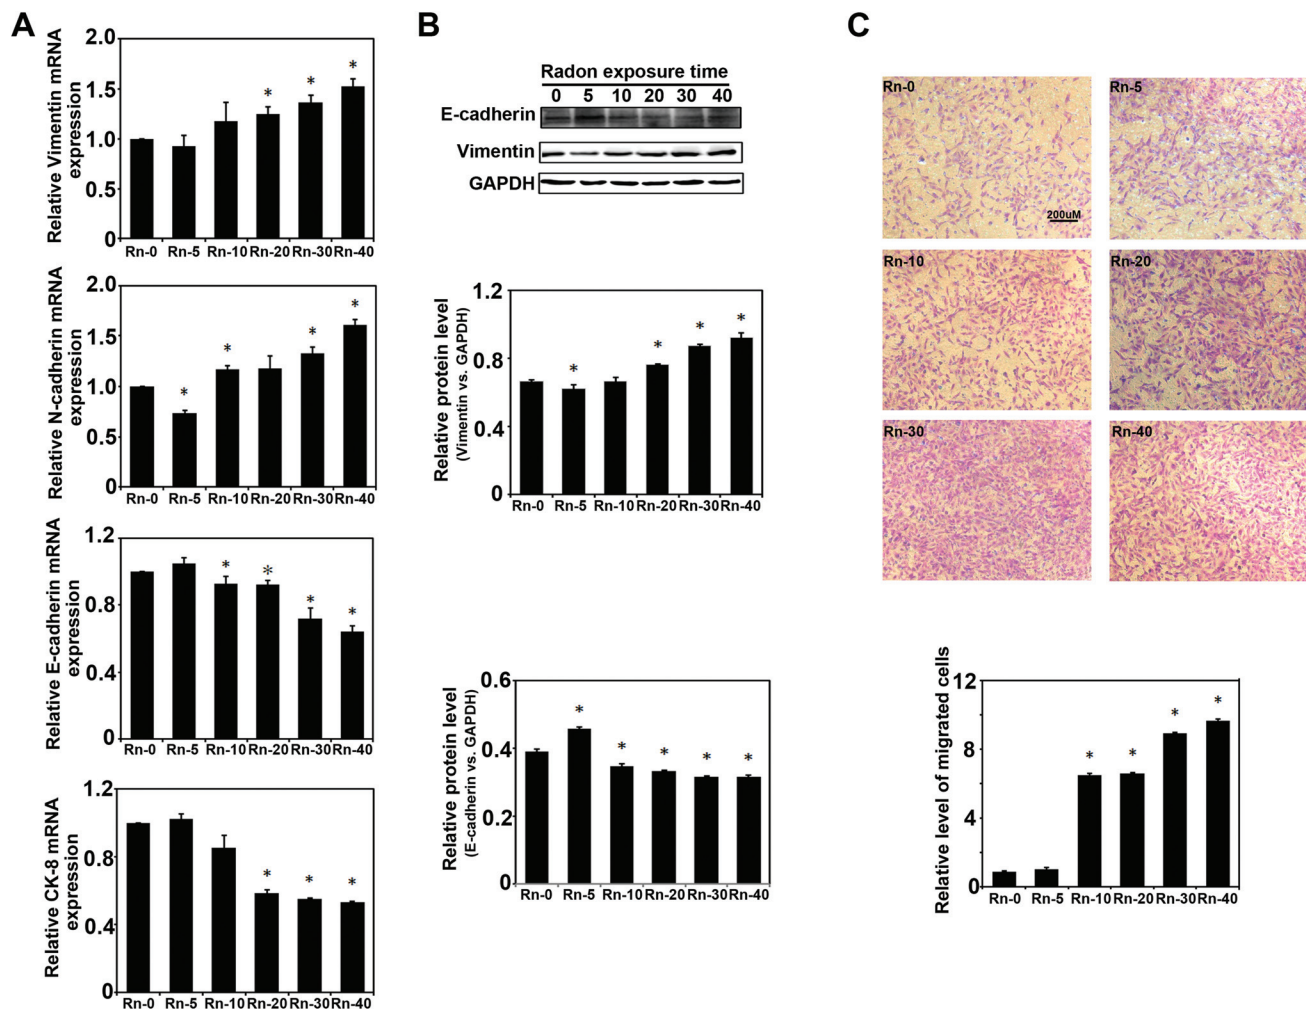 A
Relative Vimentin mRNA
expression
2.0
1.5
1.0
0.5
0
* * *
Rn-0 Rn-5 Rn-10 Rn-20 Rn-30 Rn-40
Relative N-cadherin mRNA
expression
2.0
1.5
1.0
0.5
0
* * * *
Rn-0 Rn-5 Rn-10 Rn-20 Rn-30 Rn-40
Relative E-cadherin mRNA
expression
1.2
0.8
0.4
0
* * * *
Rn-0 Rn-5 Rn-10 Rn-20 Rn-30 Rn-40
Relative CK-8 mRNA
expression
1.2
0.8
0.4
0
* * *
Rn-0 Rn-5 Rn-10 Rn-20 Rn-30 Rn-40
B
Radon exposure time
0 5 10 20 30 40
E-cadherin
Vimentin
GAPDH
Relative protein level
(Vimentin vs. GAPDH)
1.2
0.8
0.4
0
* * * *
Rn-0 Rn-5 Rn-10 Rn-20 Rn-30 Rn-40
Relative protein level
(E-cadherin vs. GAPDH)
0.6
0.4
0.2
0
* * * * *
Rn-0 Rn-5 Rn-10 Rn-20 Rn-30 Rn-40
C
Rn-0
200uM
Rn-5
Rn-10
Rn-20
Rn-30
Rn-40
Relative level of migrated cells
12
8
4
0
* * * *
Rn-0 Rn-5 Rn-10 Rn-20 Rn-30 Rn-40